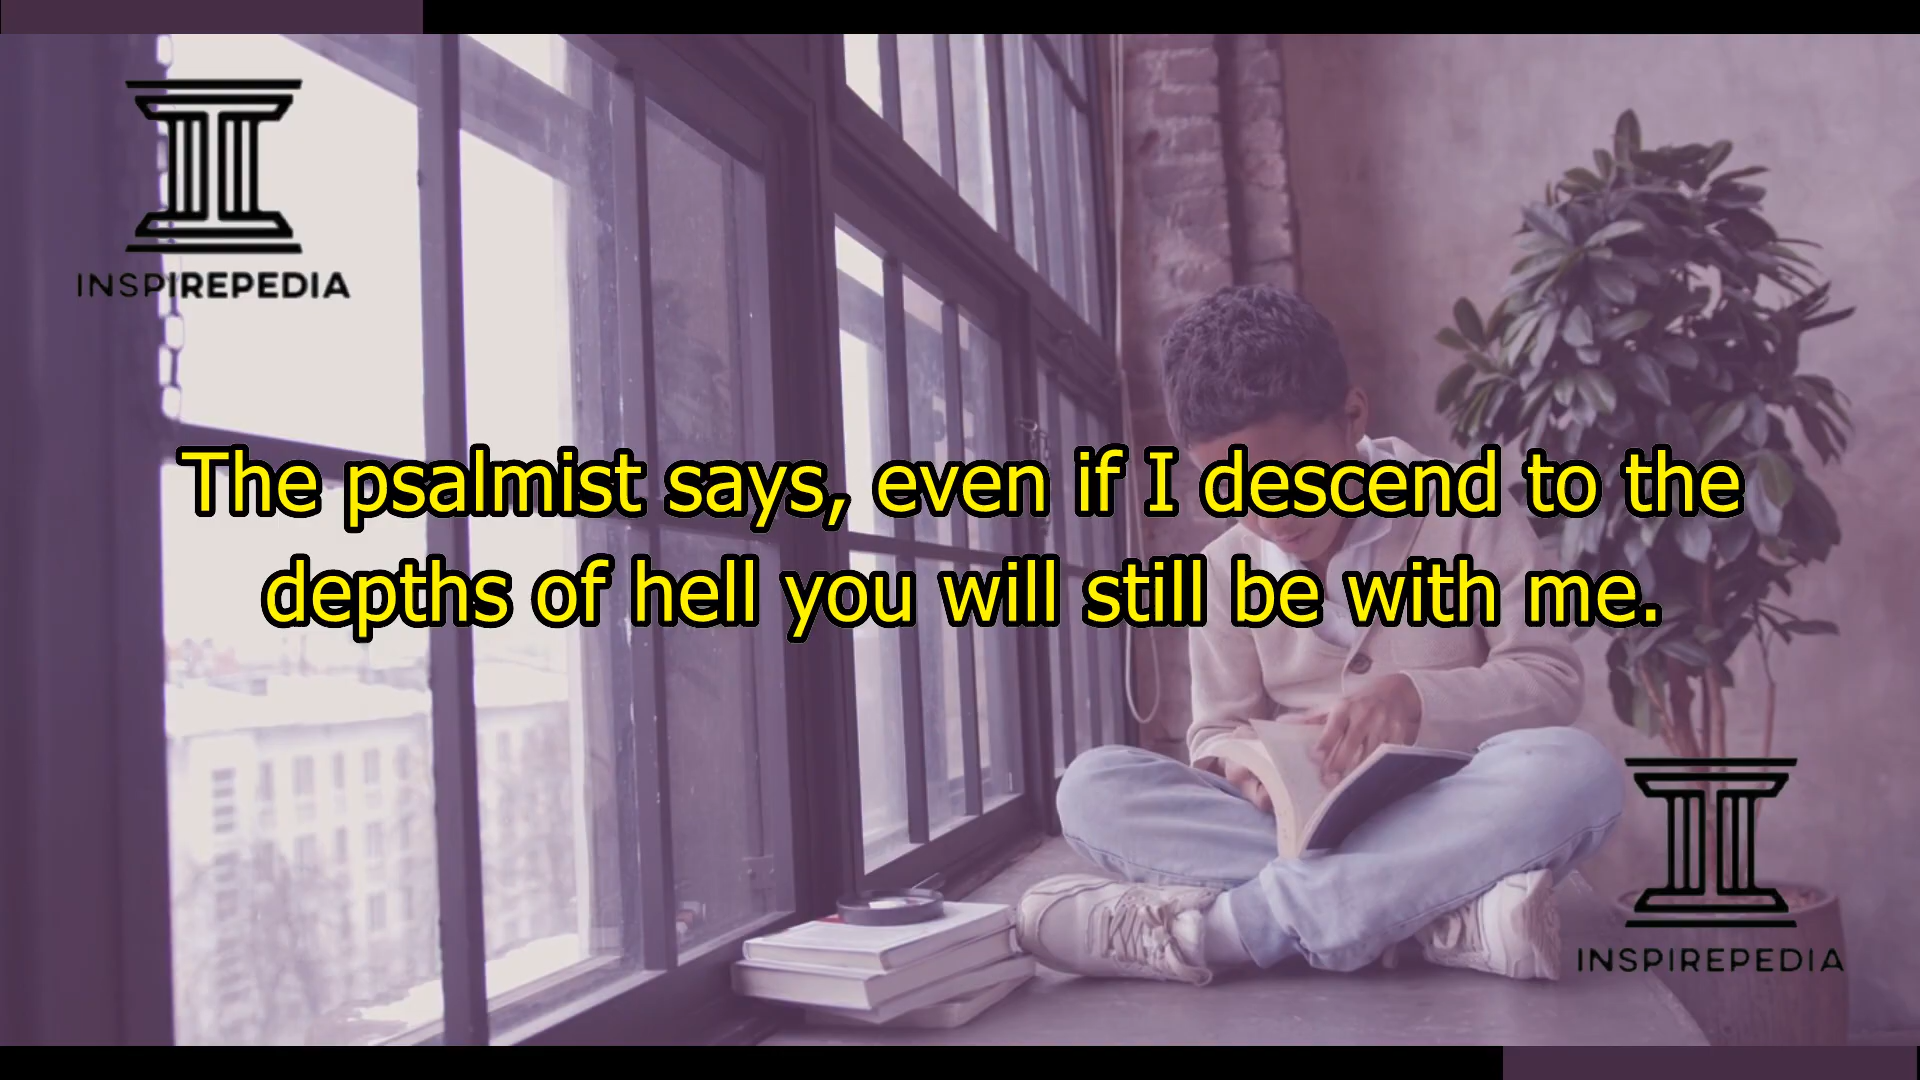 INSPIREPEDIA
The psalmist says, even if I descend to the
depths of hell you will still be with me.
INSPIREPEDIA